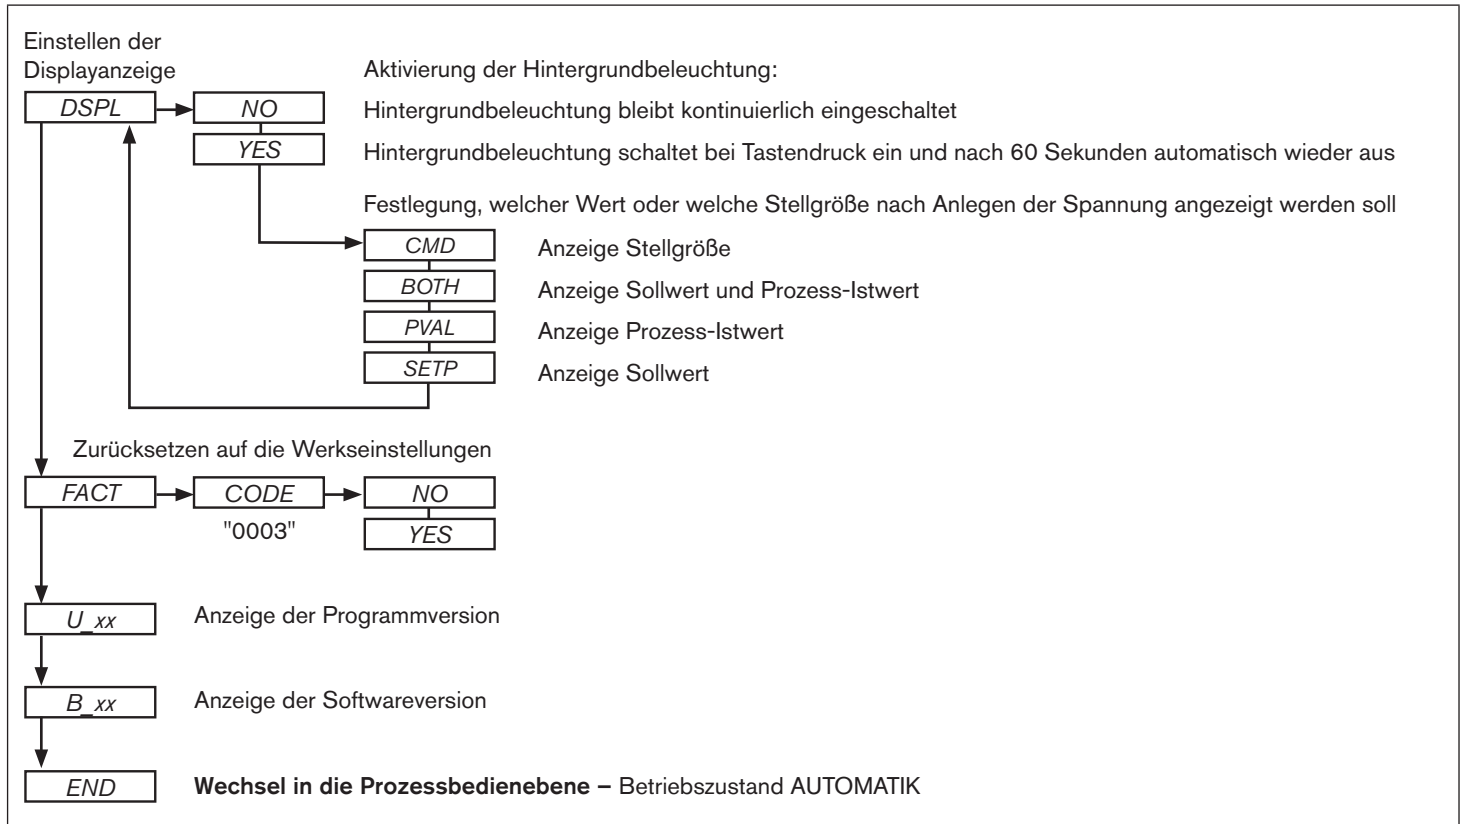 Einstellen der
Displayanzeige
Aktivierung der Hintergrundbeleuchtung:
DSPL
NO
Hintergrundbeleuchtung bleibt kontinuierlich eingeschaltet
YES
Hintergrundbeleuchtung schaltet bei Tastendruck ein und nach 60 Sekunden automatisch wieder aus
Festlegung, welcher Wert oder welche Stellgröße nach Anlegen der Spannung angezeigt werden soll
CMD
Anzeige Stellgröße
BOTH
Anzeige Sollwert und Prozess-Istwert
PVAL
Anzeige Prozess-Istwert
SETP
Anzeige Sollwert
Zurücksetzen auf die Werkseinstellungen
FACT
CODE
NO
"0003"
YES
U_xx
Anzeige der Programmversion
B_xx
Anzeige der Softwareversion
END
Wechsel in die Prozessbedienebene – Betriebszustand AUTOMATIK